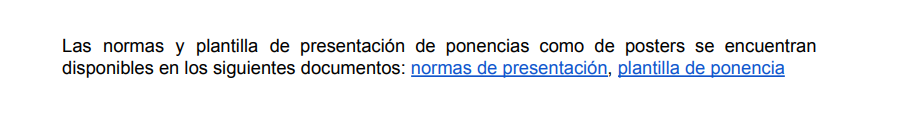 Las normas y plantilla de presentación de ponencias como de posters se encuentran
disponibles en los siguientes documentos: normas de presentación, plantilla de ponencia